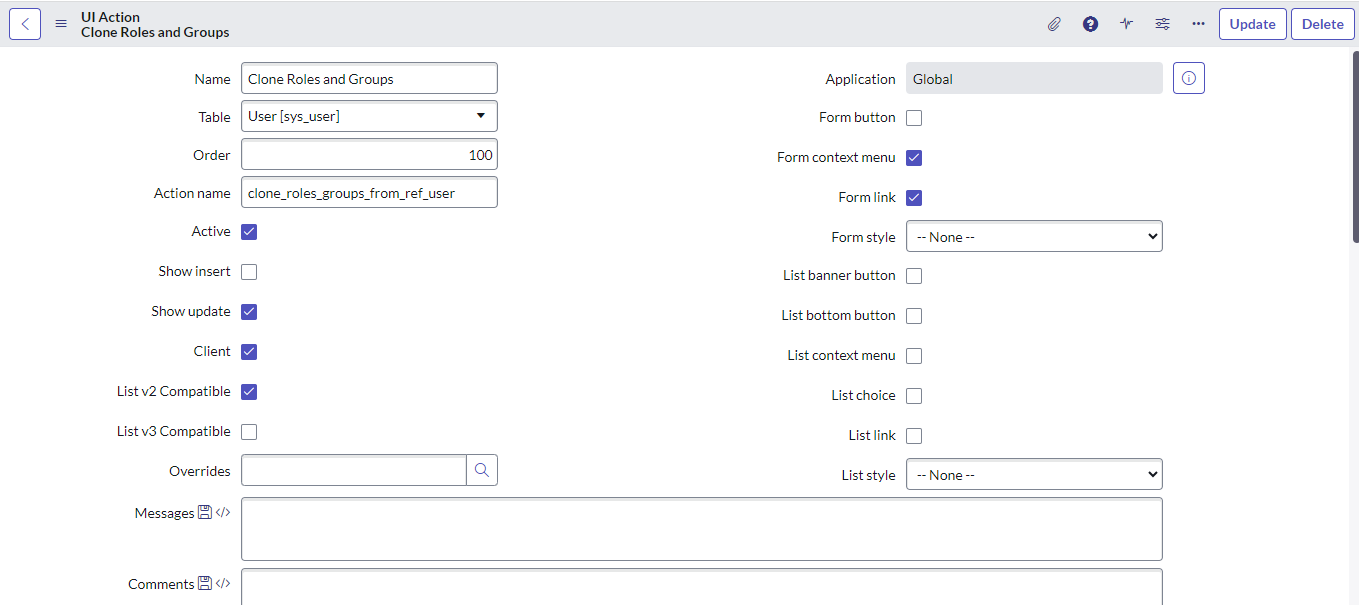 UI Action
Clone Roles and Groups
Update
Delete
Name Clone Roles and Groups
Table User [sys_user]
Order 100
Action name clone_roles_groups_from_ref_user
Active
Show insert
Show update
Client
List v2 Compatible
List v3 Compatible
Overrides
Application Global
Form button
Form context menu
Form link
Form style -- None --
List banner button
List bottom button
List context menu
List choice
List link
List style -- None --
Messages </>
Comments </>